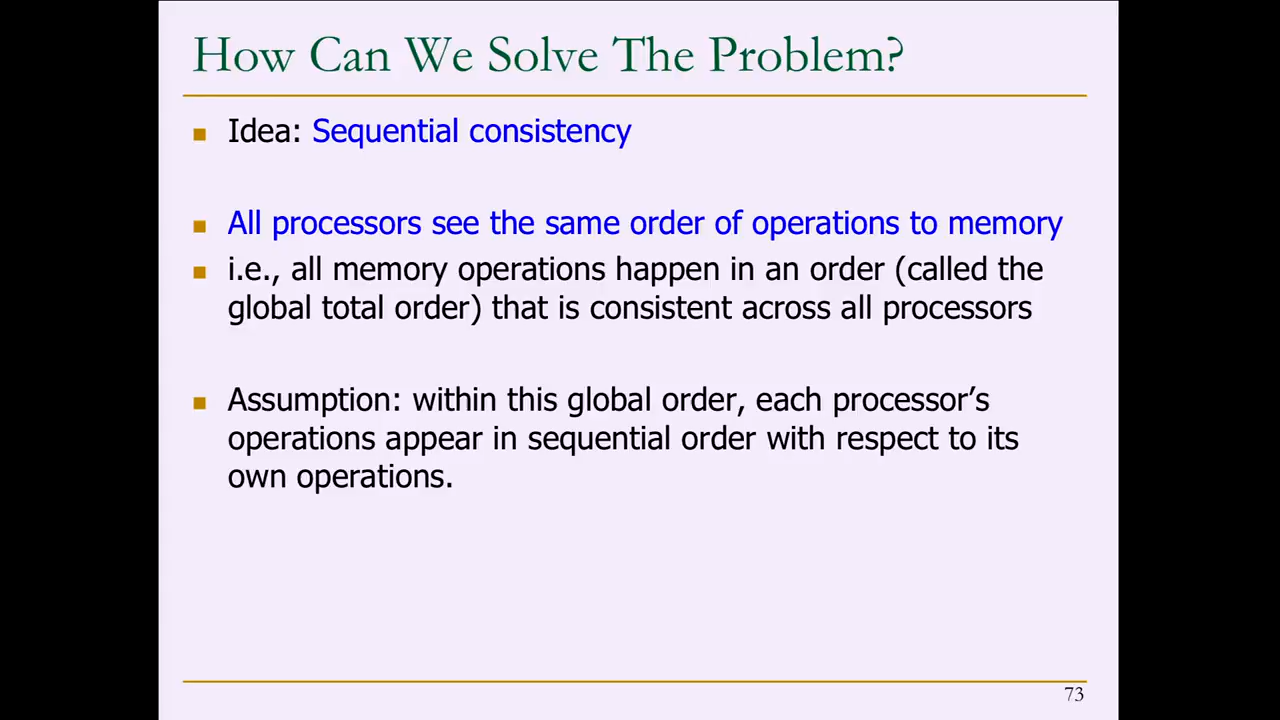 How Can We Solve The Problem?
Idea: Sequential consistency
All processors see the same order of operations to memory
i.e., all memory operations happen in an order (called the
global total order) that is consistent across all processors
Assumption: within this global order, each processor’s
operations appear in sequential order with respect to its
own operations.
73